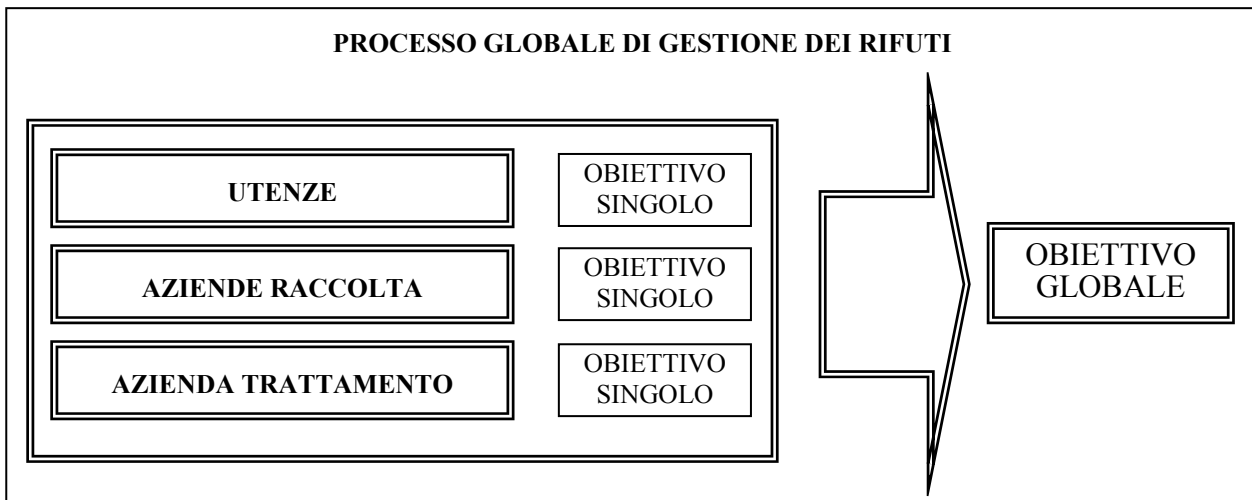 PROCESSO GLOBALE DI GESTIONE DEI RIFUTI
UTENZE
OBIETTIVO
SINGOLO
AZIENDE RACCOLTA
OBIETTIVO
SINGOLO
AZIENDA TRATTAMENTO
OBIETTIVO
SINGOLO
OBIETTIVO
GLOBALE